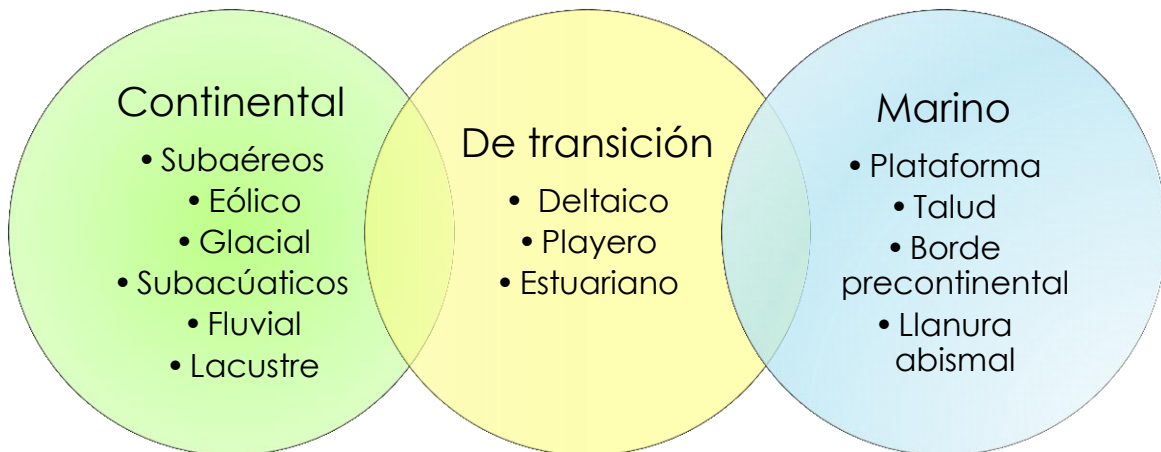 Continental
• Subaéreos
• Eólico
• Glacial
• Subacúaticos
• Fluvial
• Lacustre
De transición
• Deltaico
• Playero
• Estuariano
Marino
• Plataforma
• Talud
• Borde
precontinental
• Llanura
abismal